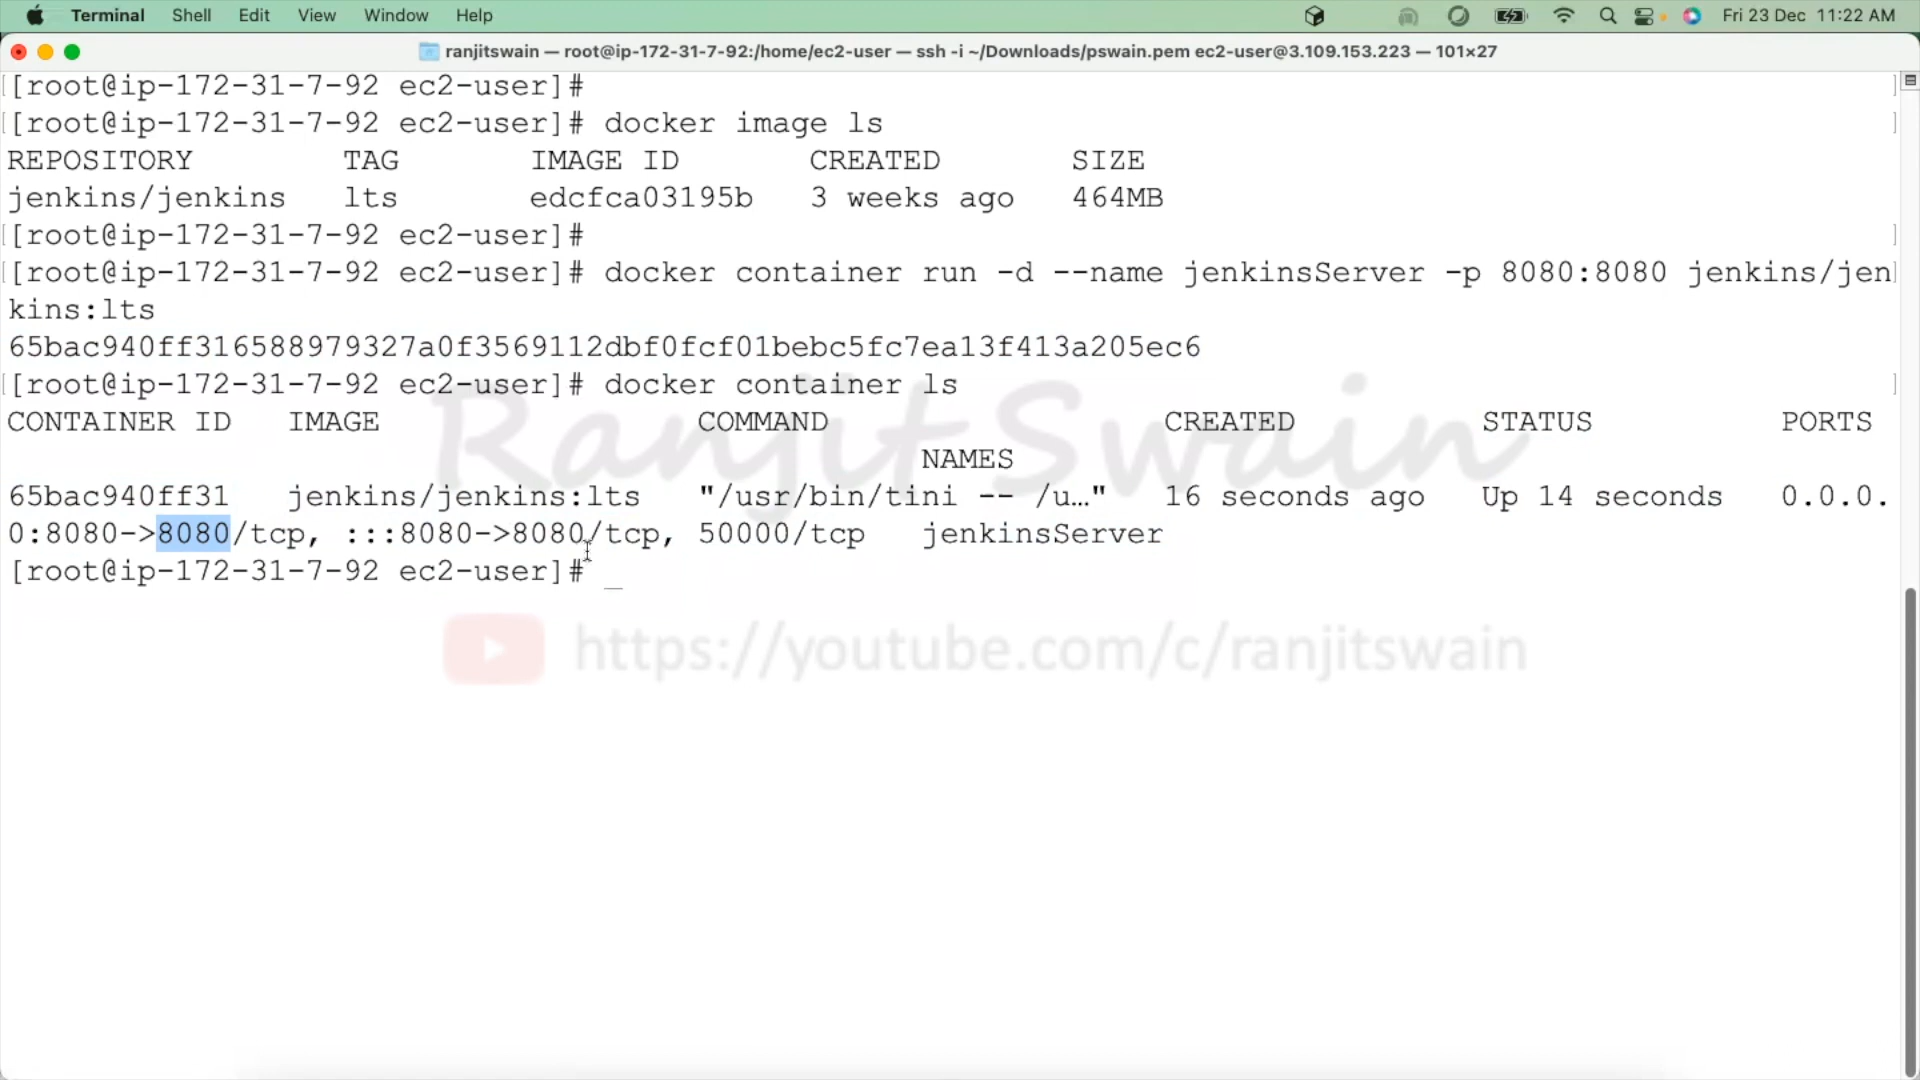 Terminal Shell Edit View Window Help Fri 23 Dec 11:22 AM
ranjitswain — root@ip-172-31-7-92:/home/ec2-user — ssh -i ~/Downloads/pswain.pem ec2-user@3.109.153.223 — 101×27
[[root@ip-172-31-7-92 ec2-user]# ]
[[root@ip-172-31-7-92 ec2-user]# docker image ls ]
REPOSITORY TAG IMAGE ID CREATED SIZE
jenkins/jenkins lts edcfca03195b 3 weeks ago 464MB
[[root@ip-172-31-7-92 ec2-user]# ]
[[root@ip-172-31-7-92 ec2-user]# docker container run -d --name jenkinsServer -p 8080:8080 jenkins/jen]
kins:lts
65bac940ff316588979327a0f3569112dbf0fcf01bebc5fc7ea13f413a205ec6
[[root@ip-172-31-7-92 ec2-user]# docker container ls ]
CONTAINER ID IMAGE COMMAND CREATED STATUS PORTS
NAMES
65bac940ff31 jenkins/jenkins:lts "/usr/bin/tini -- /u…" 16 seconds ago Up 14 seconds 0.0.0.
0:8080->8080/tcp, :::8080->8080/tcp, 50000/tcp jenkinsServer
[root@ip-172-31-7-92 ec2-user]# _
RanjitSwain
https://youtube.com/c/ranjitswain